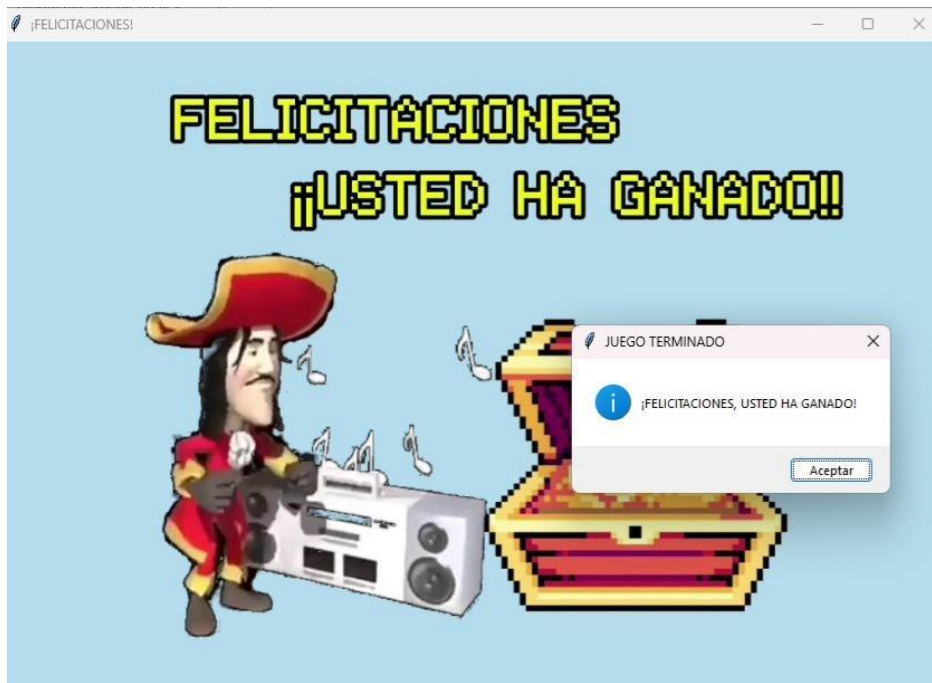 ¡FELICITACIONES!
FELICITACIONES
¡¡USTED HA GANADO!!
JUEGO TERMINADO
¡FELICITACIONES, USTED HA GANADO!
Aceptar